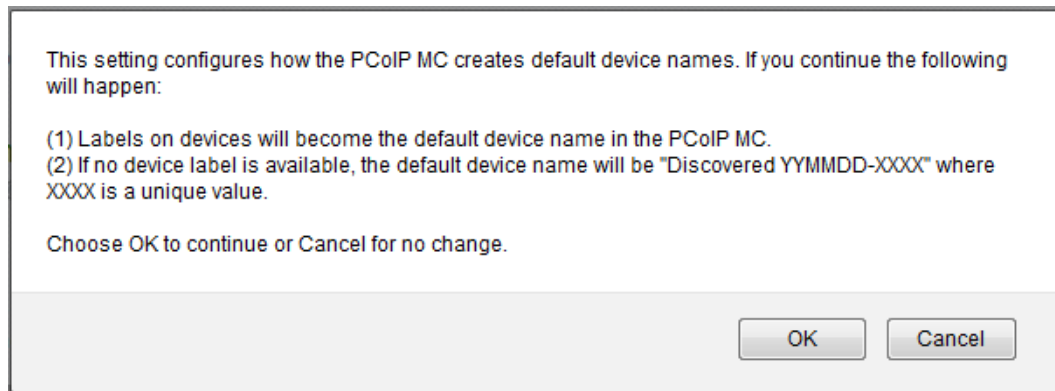 This setting configures how the PCoIP MC creates default device names. If you continue the following
will happen:
(1) Labels on devices will become the default device name in the PCoIP MC.
(2) If no device label is available, the default device name will be "Discovered YYMMDD-XXXX" where
XXXX is a unique value.
Choose OK to continue or Cancel for no change.
OK
Cancel